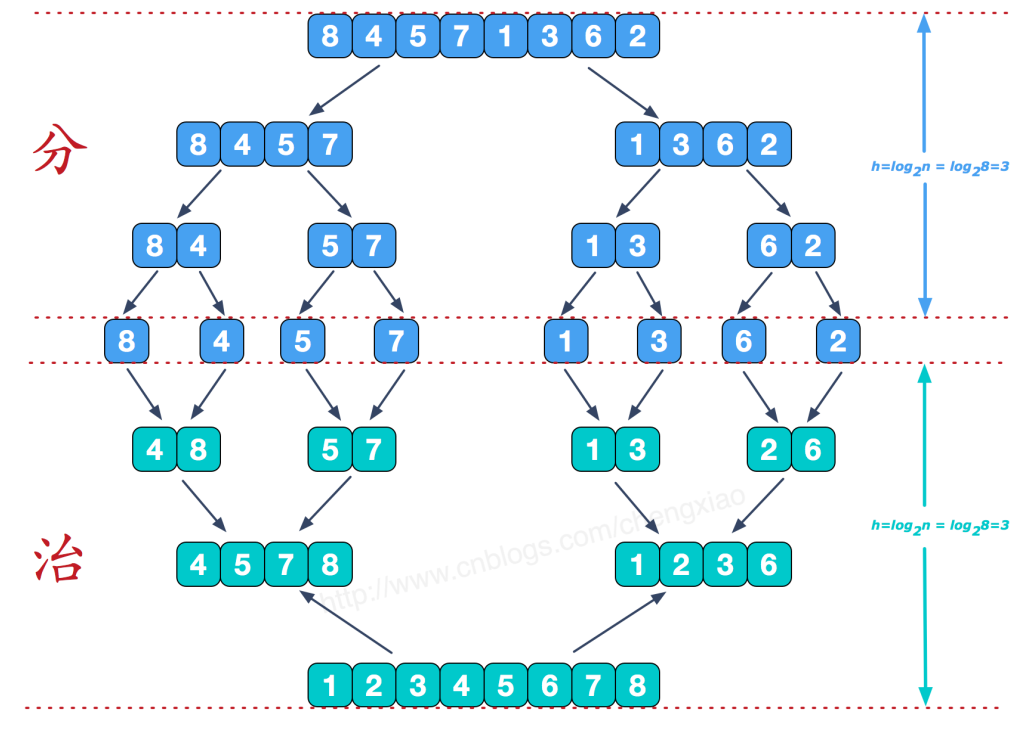 8 4 5 7 1 3 6 2
分
8 4 5 7
1 3 6 2
h=log2n = log28=3
8 4
5 7
1 3
6 2
8
4
5
7
1
3
6
2
4 8
5 7
1 3
2 6
h=log2n = log28=3
治
4 5 7 8
1 2 3 6
http://www.cnblogs.com/chengxiao
1 2 3 4 5 6 7 8